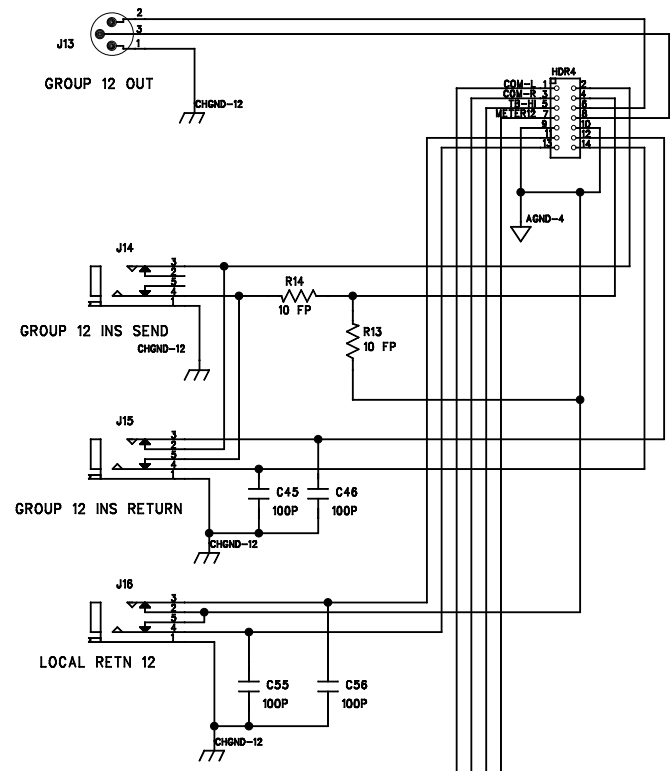 2
3
1
J13
GROUP 12 OUT
CHGND-12
HDR4
COM-L 1 2
COM-R 3 4
TB-HI 5 6
METER12 7 8
9 10
11 12
13 14
AGND-4
J14
3
2
5
4
1
R14
10 FP
R13
10 FP
GROUP 12 INS SEND
CHGND-12
J15
3
2
5
4
1
C45
100P
C46
100P
GROUP 12 INS RETURN
CHGND-12
J16
3
2
5
4
1
LOCAL RETN 12
C55
100P
C56
100P
CHGND-12